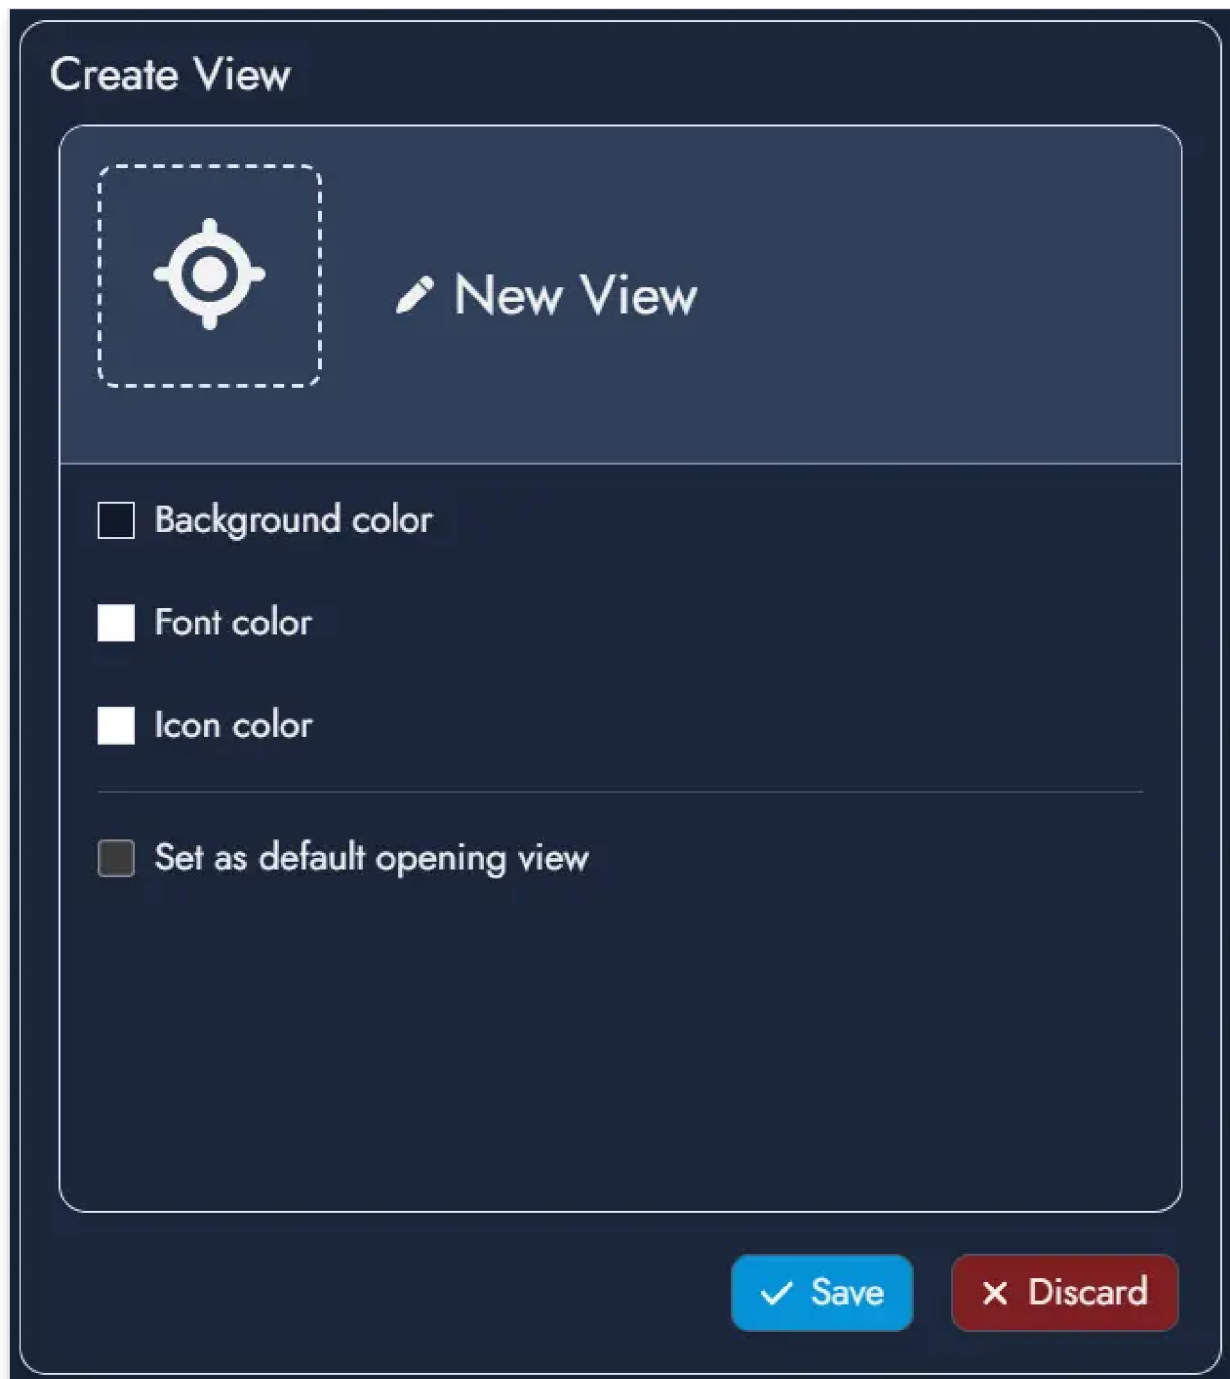 Create View
New View
Background color
Font color
Icon color
Set as default opening view
Save
Discard